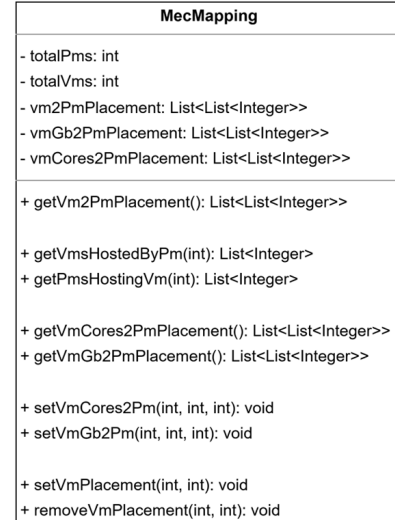 MecMapping
- totalPms: int
- totalVms: int
- vm2PmPlacement: List<List<Integer>>
- vmGb2PmPlacement: List<List<Integer>>
- vmCores2PmPlacement: List<List<Integer>>
+ getVm2PmPlacement(): List<List<Integer>>
+ getVmsHostedByPm(int): List<Integer>
+ getPmsHostingVm(int): List<Integer>
+ getVmCores2PmPlacement(): List<List<Integer>>
+ getVmGb2PmPlacement(): List<List<Integer>>
+ setVmCores2Pm(int, int, int): void
+ setVmGb2Pm(int, int, int): void
+ setVmPlacement(int, int): void
+ removeVmPlacement(int, int): void